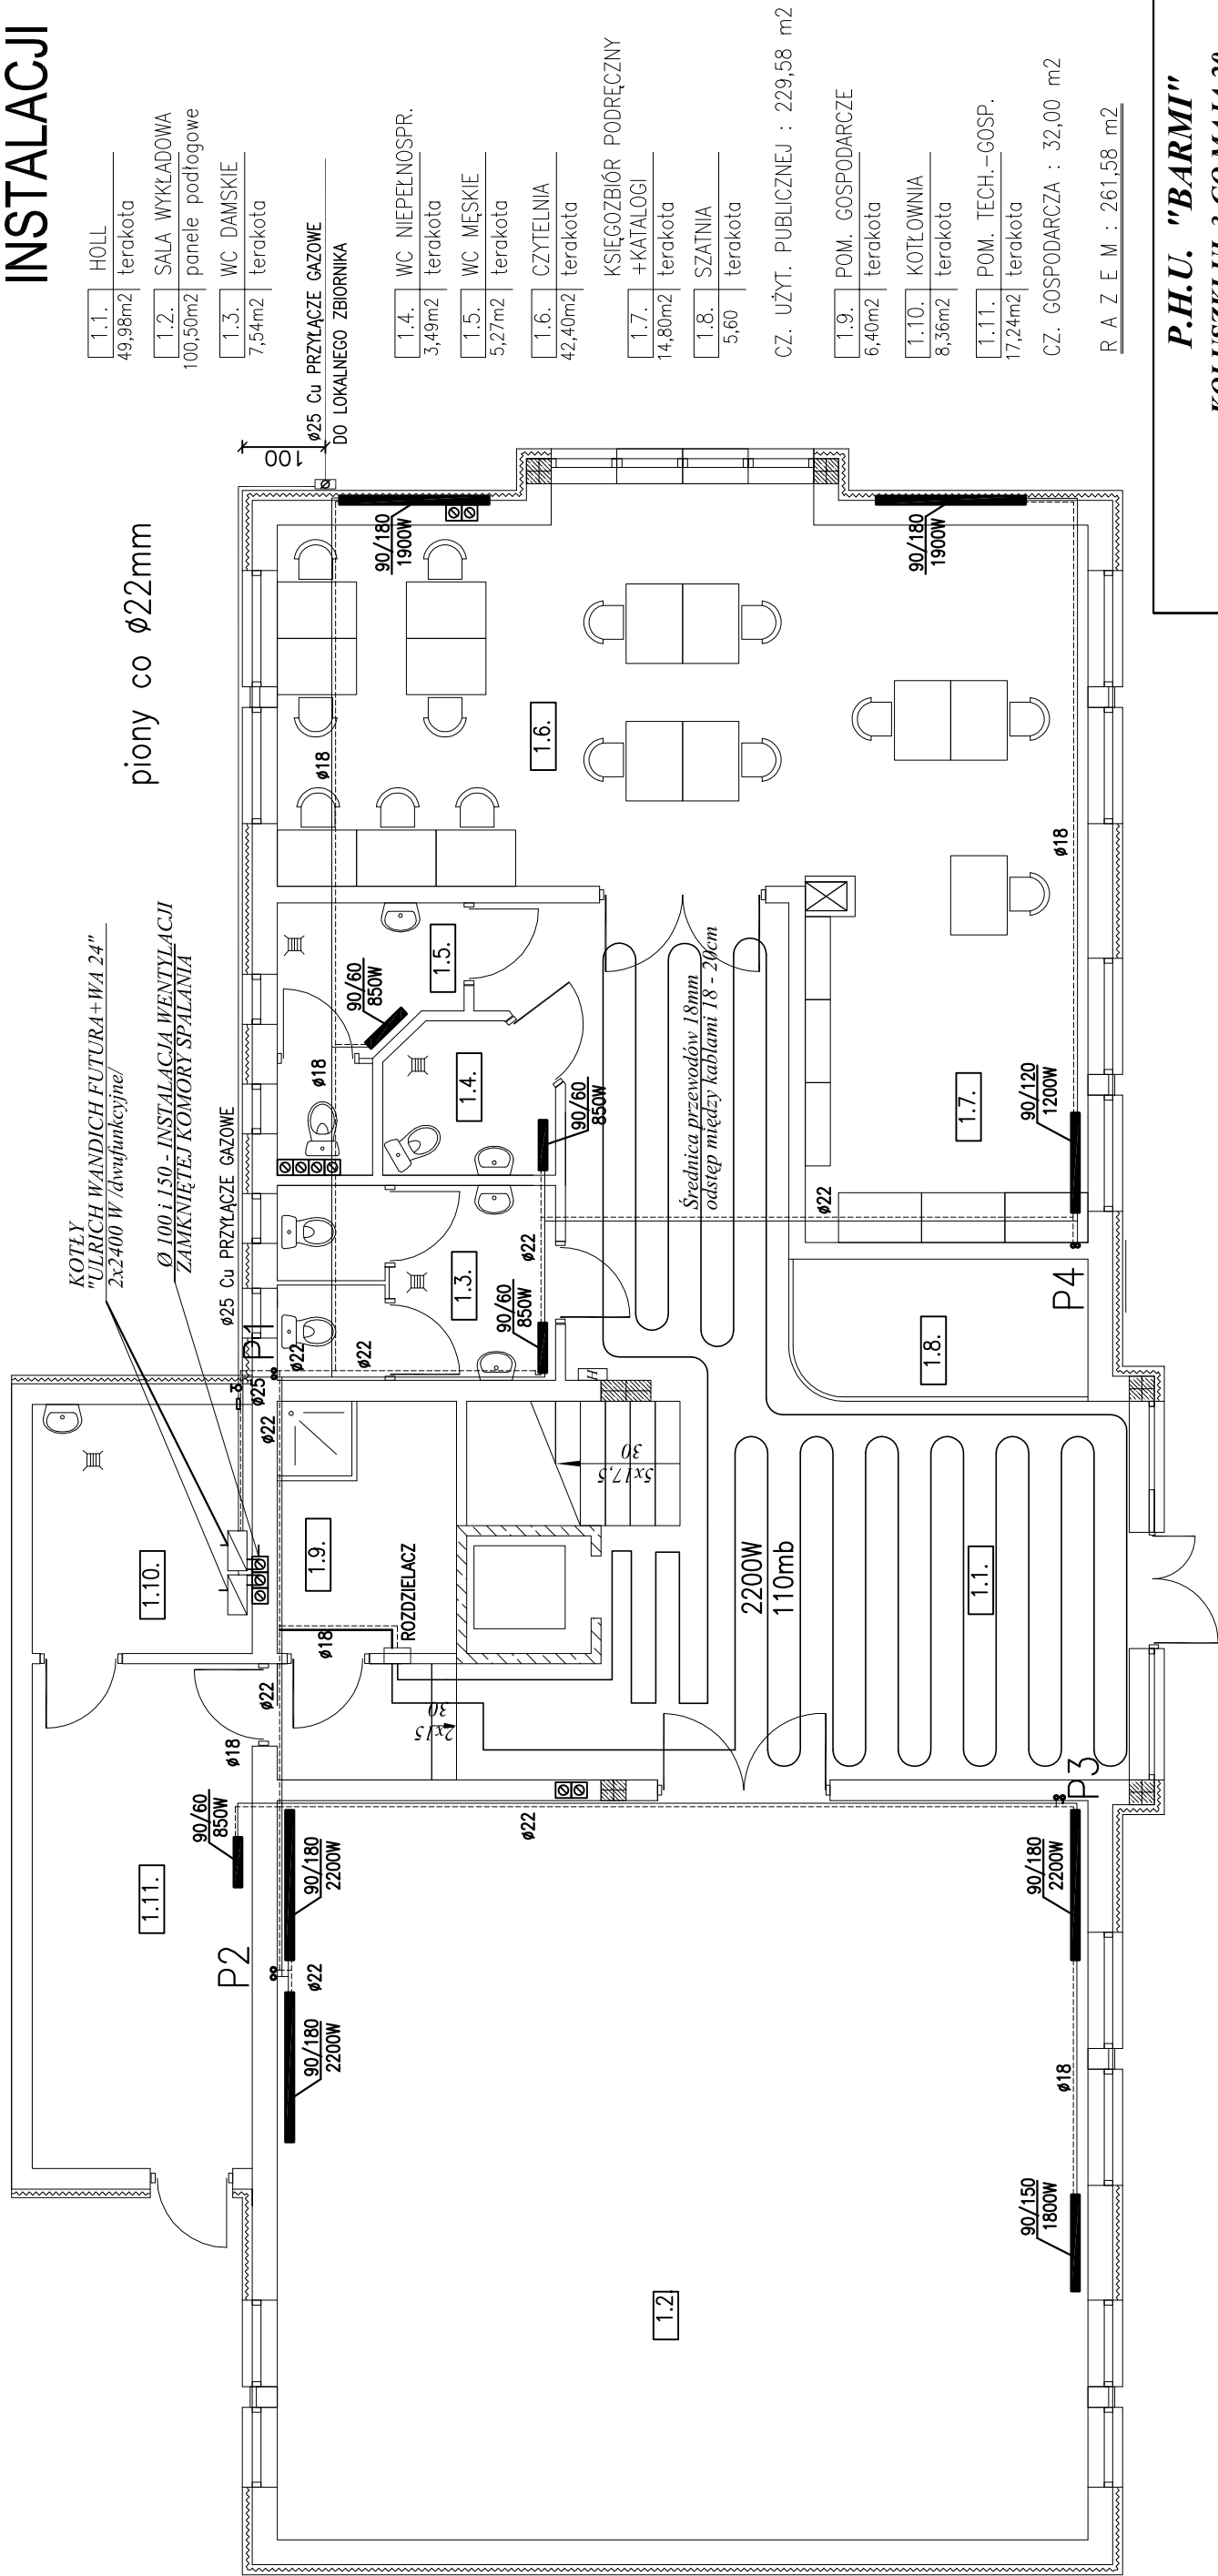 INSTALACJI
1.1. HOLL
49,98m2 terakota
1.2. SALA WYKŁADOWA
100,50m2 panele podłogowe
1.3. WC DAMSKIE
7,54m2 terakota
ø25 Cu PRZYŁĄCZE GAZOWE
DO LOKALNEGO ZBIORNIKA
1.4. WC NIEPEŁNOSPR.
3,49m2 terakota
1.5. WC MĘSKIE
5,27m2 terakota
1.6. CZYTELNIA
42,40m2 terakota
KSIĘGOZBIÓR PODRĘCZNY
1.7. +KATALOGI
14,80m2 terakota
1.8. SZATNIA
5,60 terakota
CZ. UŻYT. PUBLICZNEJ : 229,58 m2
1.9. POM. GOSPODARCZE
6,40m2 terakota
1.10. KOTŁOWNIA
8,36m2 terakota
1.11. POM. TECH.-GOSP.
17,24m2 terakota
CZ. GOSPODARCZA : 32,00 m2
R A Z E M : 261,58 m2
P.H.U. "BARMI"
100
piony co ø22mm
KOTŁY
"ULRICH WANDICH FUTURA+WA 24"
2x2400 W /dwufunkcyjne/
Ø 100 i 150 - INSTALACJA WENTYLACJI
ZAMKNIĘTEJ KOMORY SPALANIA
ø25 Cu PRZYŁĄCZE GAZOWE
90/180
1900W
90/180
1900W
ø18
1.6.
ø18
1.5.
90/60
850W
ø18
1.4.
90/60
850W
Średnica przewodów 18mm
odstęp między kablami 18 - 20cm
1.7.
90/120
1200W
ø22
ø22
1.3.
90/60
850W
P1
ø22
ø22
ø25
ø22
H
1.8.
P4
5x17,5
30
1.10.
1.9.
ROZDZIELACZ
ø18
2200W
110mb
1.1.
ø22
2x15
30
ø18
90/60
850W
1.11.
P2
90/180
2200W
ø22
90/180
2200W
ø22
P3
90/180
2200W
ø18
90/150
1800W
1.2.